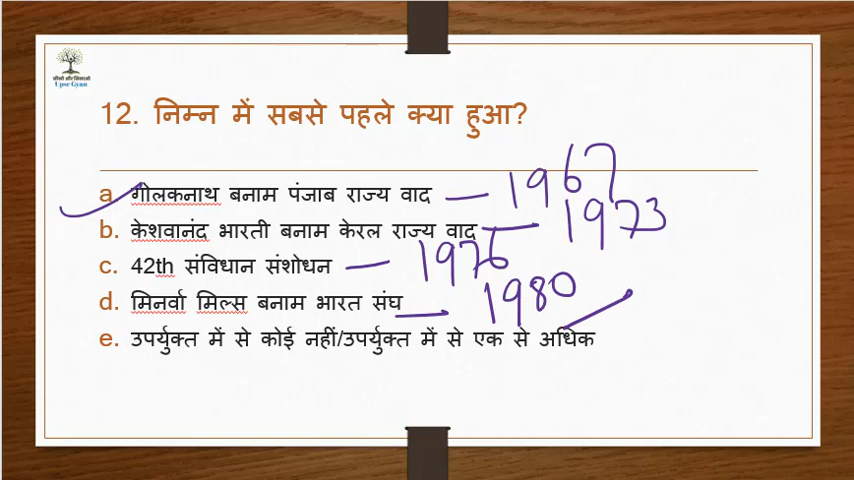 सीखो और सिखाओ
Upsc Gyan
12. निम्न में सबसे पहले क्या हुआ?
a. गोलकनाथ बनाम पंजाब राज्य वाद — 1967
b. केशवानंद भारती बनाम केरल राज्य वाद — 1973
c. 42th संविधान संशोधन — 1976
d. मिनर्वा मिल्स बनाम भारत संघ — 1980
e. उपर्युक्त में से कोई नहीं/उपर्युक्त में से एक से अधिक